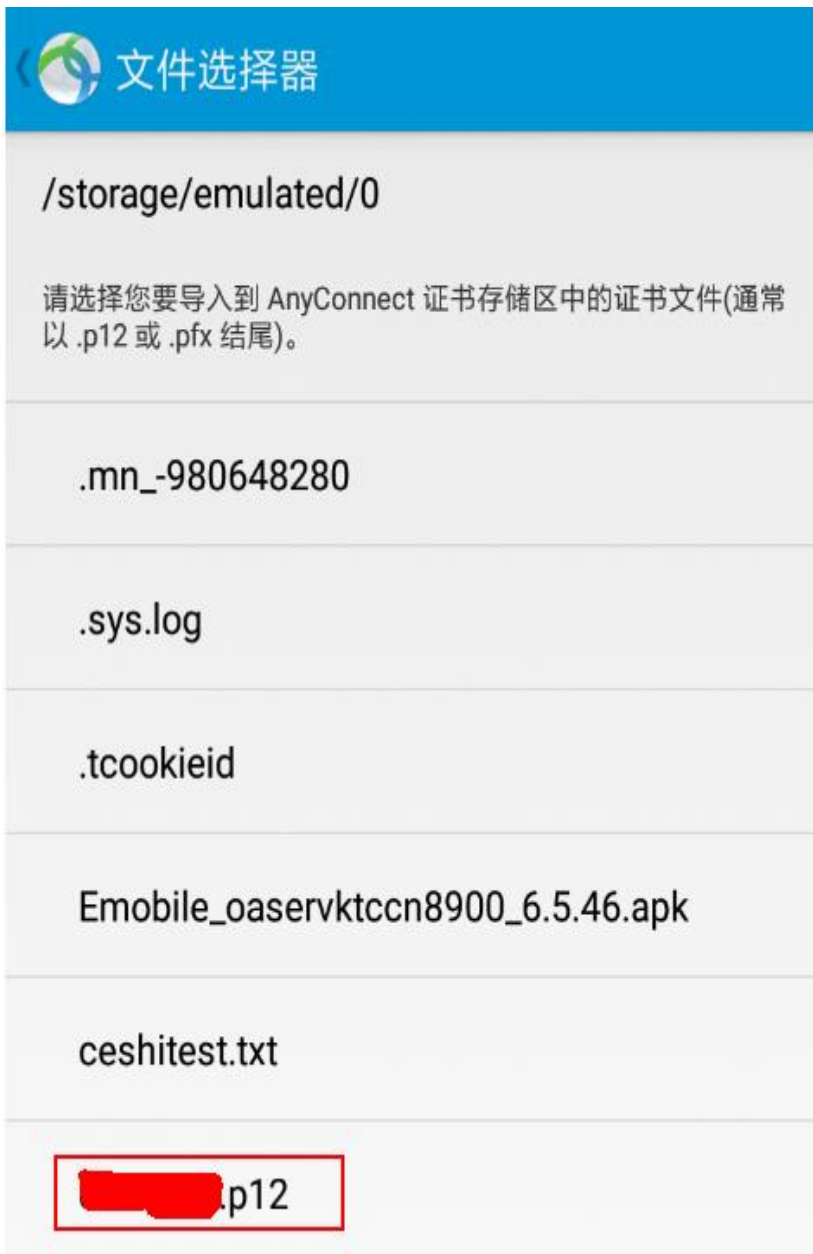 文件选择器
/storage/emulated/0
请选择您要导入到 AnyConnect 证书存储区中的证书文件(通常
以 .p12 或 .pfx 结尾)。
.mn_-980648280
.sys.log
.tcookieid
Emobile_oaservktccn8900_6.5.46.apk
ceshitest.txt
.p12